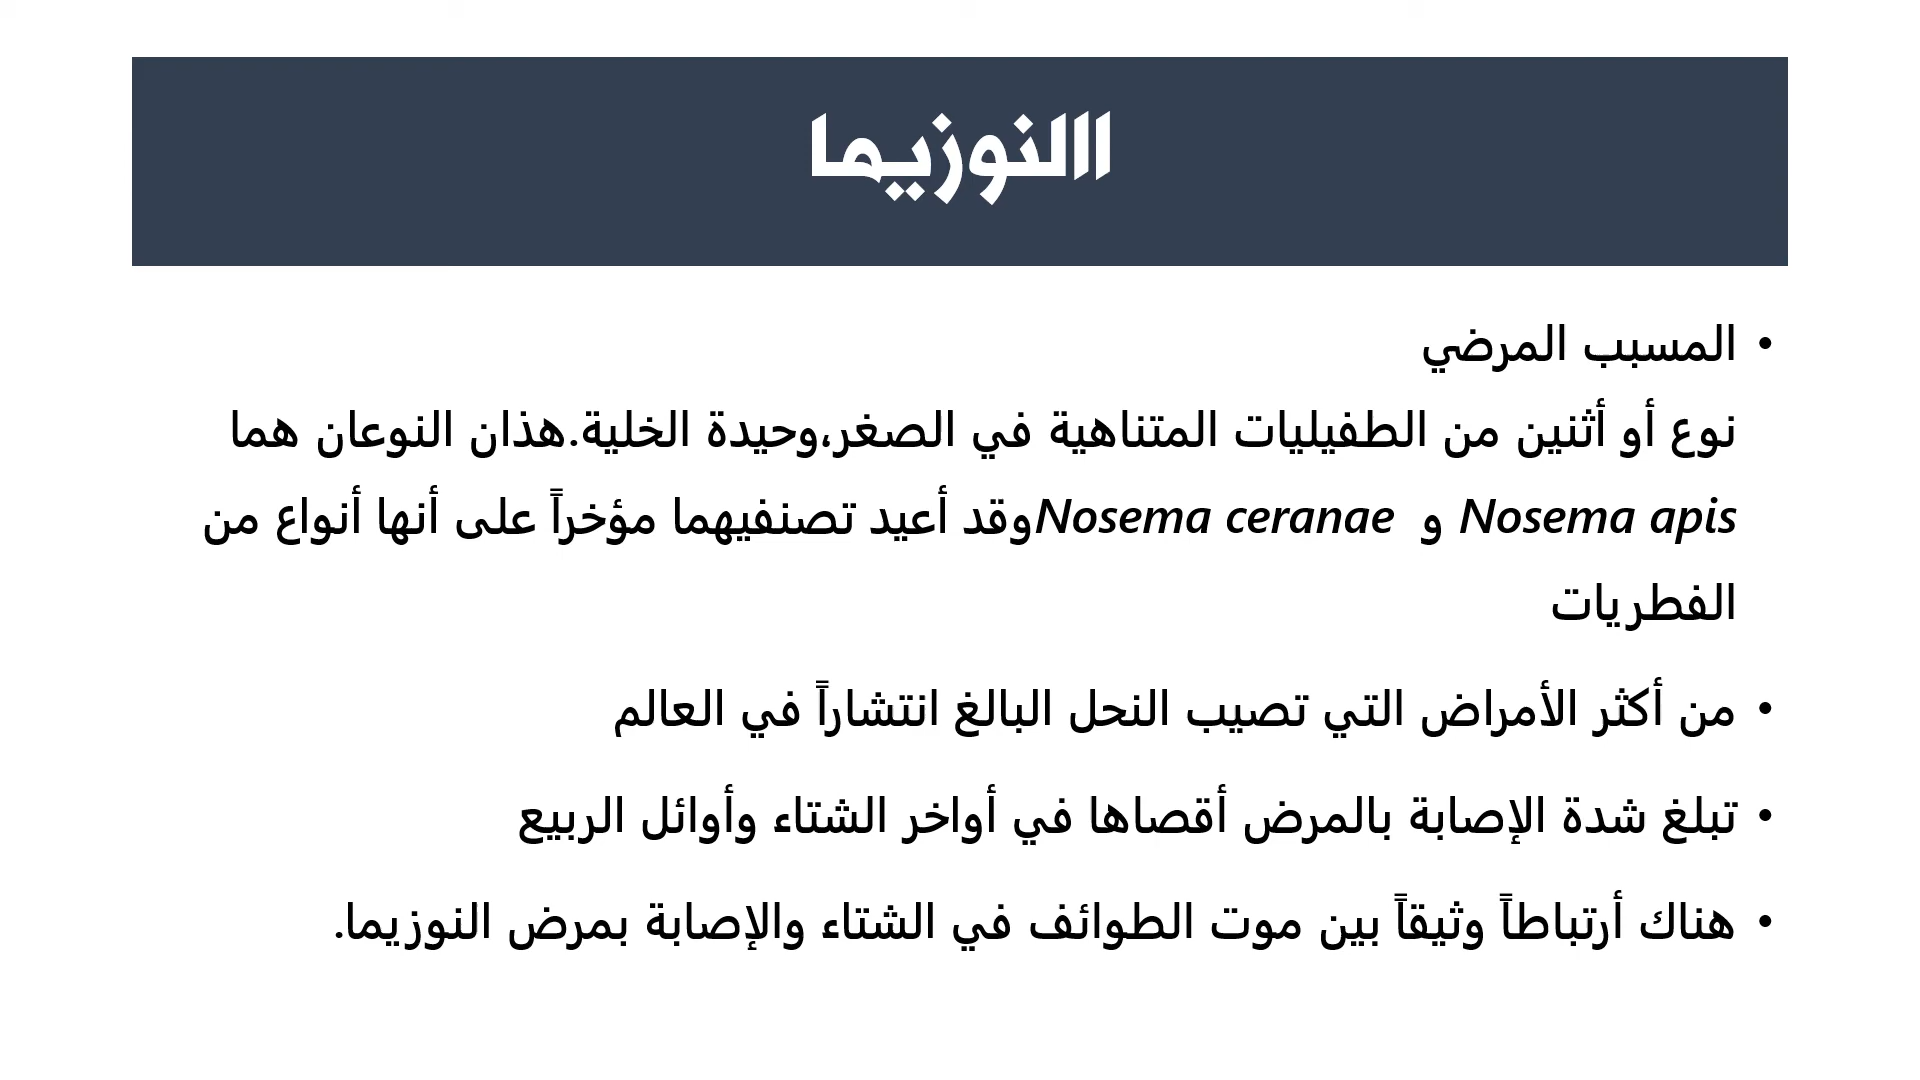 االنوزيما
• المسبب المرضي
نوع أو أثنين من الطفيليات المتناهية في الصغر،وحيدة الخلية.هذان النوعان هما
Nosema apis و Nosema ceranaeوقد أعيد تصنفيهما مؤخراً على أنها أنواع من
الفطريات
• من أكثر الأمراض التي تصيب النحل البالغ انتشاراً في العالم
• تبلغ شدة الإصابة بالمرض أقصاها في أواخر الشتاء وأوائل الربيع
• هناك أرتباطاً وثيقاً بين موت الطوائف في الشتاء والإصابة بمرض النوزيما.